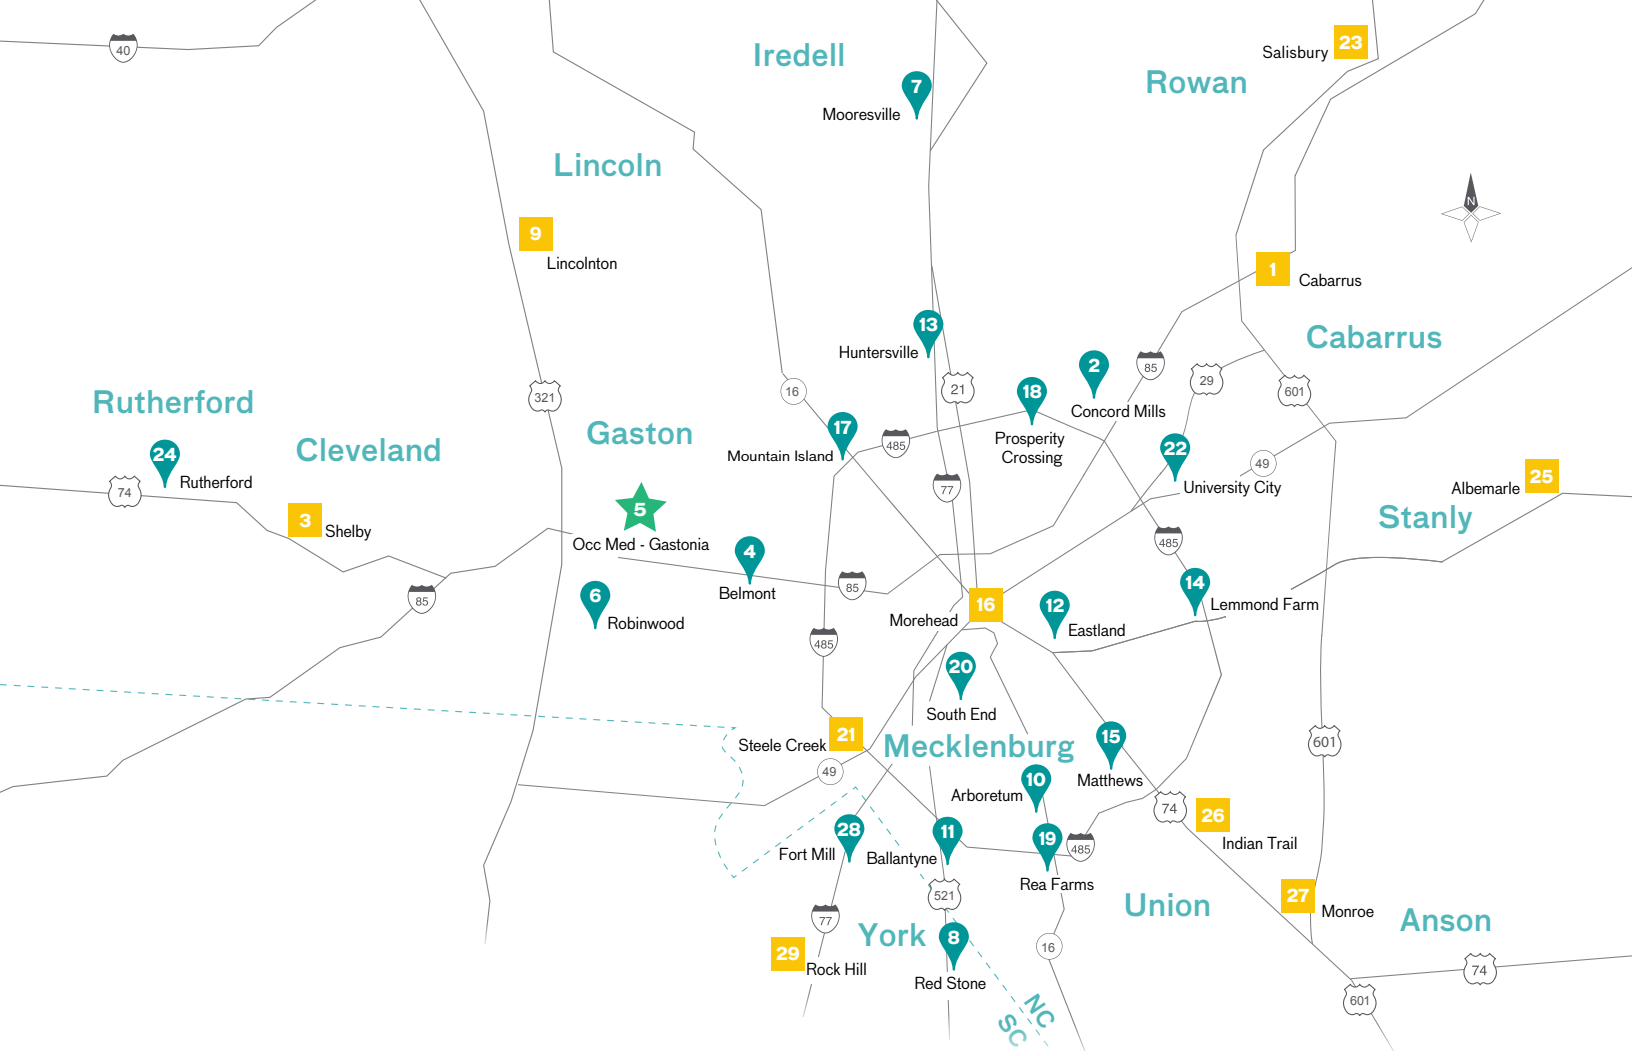 40
Iredell
Salisbury
23
Rowan
7
Mooresville
Lincoln
N
9
Lincolnton
1
Cabarrus
13
Huntersville
Cabarrus
2
Concord Mills
85
29
601
321
16
21
18
Prosperity
Crossing
Rutherford
24
Rutherford
74
Cleveland
3
Shelby
Gaston
17
Mountain Island
485
77
22
University City
49
Albemarle
25
Stanly
5
Occ Med - Gastonia
4
Belmont
85
485
85
6
Robinwood
14
Lemmond Farm
16
Morehead
12
Eastland
485
20
South End
21
Steele Creek
Mecklenburg
15
Matthews
601
49
10
Arboretum
74
26
Indian Trail
28
Fort Mill
11
Ballantyne
19
Rea Farms
485
521
27
Monroe
Union
Anson
77
York
8
Red Stone
29
Rock Hill
16
74
601
NC
SC